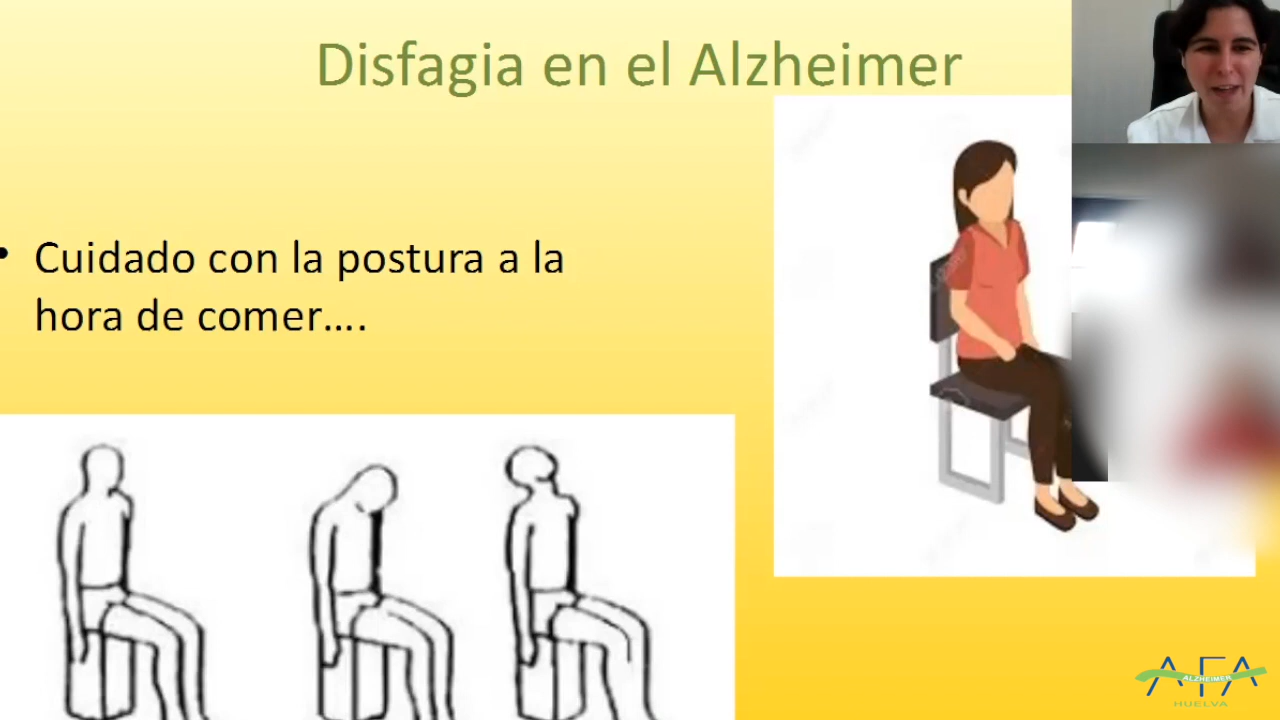 Disfagia en el Alzheimer
• Cuidado con la postura a la
hora de comer....
AFA
ALZHEIMER
HUELVA